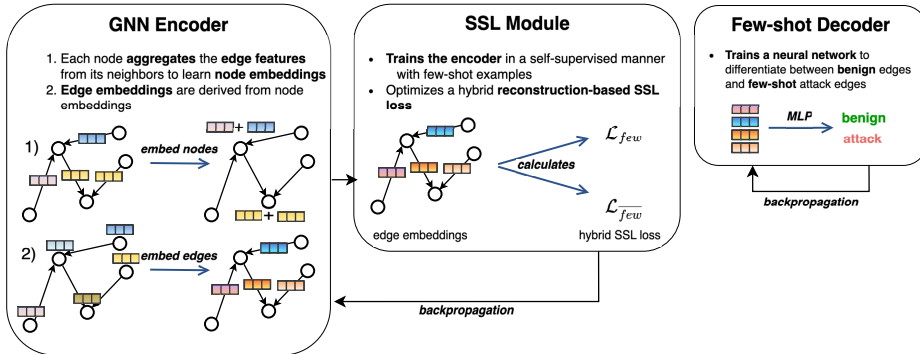 GNN Encoder
1. Each node aggregates the edge features
from its neighbors to learn node embeddings
2. Edge embeddings are derived from node
embeddings
1)
embed nodes
+
+
2)
embed edges
SSL Module
• Trains the encoder in a self-supervised manner
with few-shot examples
• Optimizes a hybrid reconstruction-based SSL
loss
calculates
ℒ_few
ℒ_\overline{few}
edge embeddings
hybrid SSL loss
backpropagation
Few-shot Decoder
• Trains a neural network to
differentiate between benign edges
and few-shot attack edges
MLP
benign
attack
backpropagation